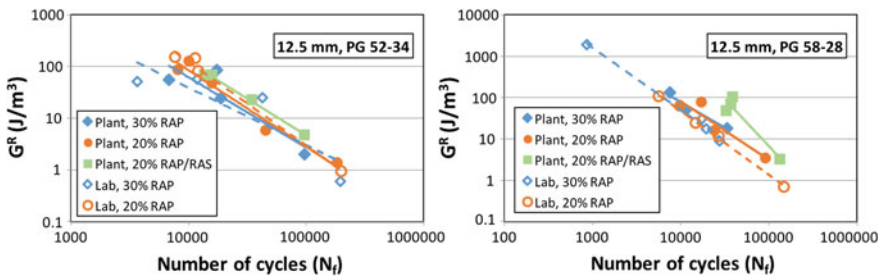 1000
100
10
1
0.1
G^R (J/m³)
12.5 mm, PG 52-34
Plant, 30% RAP
Plant, 20% RAP
Plant, 20% RAP/RAS
Lab, 30% RAP
Lab, 20% RAP
1000 10000 100000 1000000
Number of cycles (N_f)
10000
1000
100
10
1
0.1
G^R (J/m³)
12.5 mm, PG 58-28
Plant, 30% RAP
Plant, 20% RAP
Plant, 20% RAP/RAS
Lab, 30% RAP
Lab, 20% RAP
100 1000 10000 100000 1000000
Number of cycles (N_f)